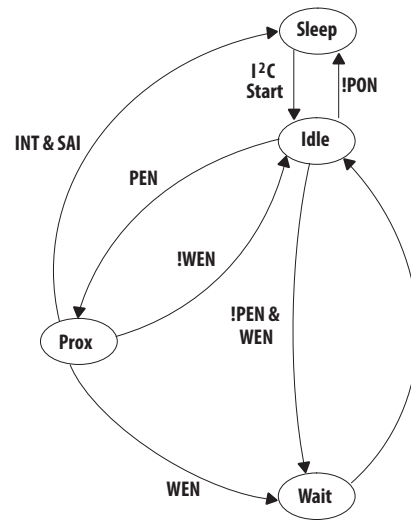 Sleep
I²C
Start
!PON
Idle
INT & SAI
PEN
!WEN
!PEN &
WEN
Prox
WEN
Wait